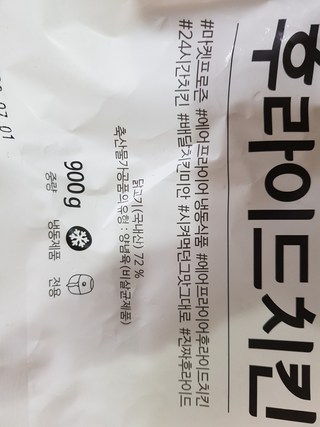 후라이드치킨
#마켓프로즌 #에어프라이어 냉동식품 #에어프라이어후라이드치킨
#24시간치킨 #배달치킨미안 #시켜먹던그맛그대로 #진짜후라이드
닭고기(국내산) 72 %
축산물가공품의유형 : 양념육(비살균제품)
900 g
중량 냉동제품 전용
07.01